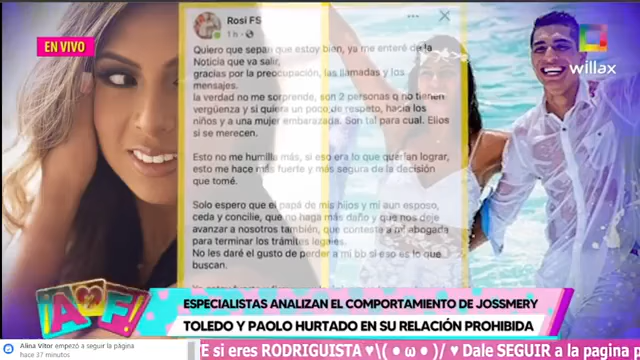 EN VIVO
Rosi FS
1 h
willax
Quiero que sepan que estoy bien, ya me enteré de la
Noticia que va salir,
gracias por la preocupación, las llamadas y los
mensajes.
la verdad no me sorprende, son 2 personas q no tienen
vergüenza y si quiera un poco de respeto, hacia los
niños y a una mujer embarazada. Son tal para cual. Ellos
si se merecen.
Esto no me humilla más, si eso era lo que querían lograr,
esto me hace más fuerte y más segura de la decisión
que tomé.
Solo espero que el papá de mis hijos y mi aun esposo,
ceda y concilie, que no haga más daño y que nos deje
avanzar a nosotros también, que conteste a mi abogada
para terminar los trámites legales.
No les daré el gusto de perder a mi bb si eso es lo que
buscan.
¡A F!
ESPECIALISTAS ANALIZAN EL COMPORTAMIENTO DE JOSSMERY
TOLEDO Y PAOLO HURTADO EN SU RELACIÓN PROHIBIDA
Alina Vitor empezó a seguir la página
hace 37 minutos
E si eres RODRIGUISTA ♥\( • ω • )/ ♥ Dale SEGUIR a la pagina